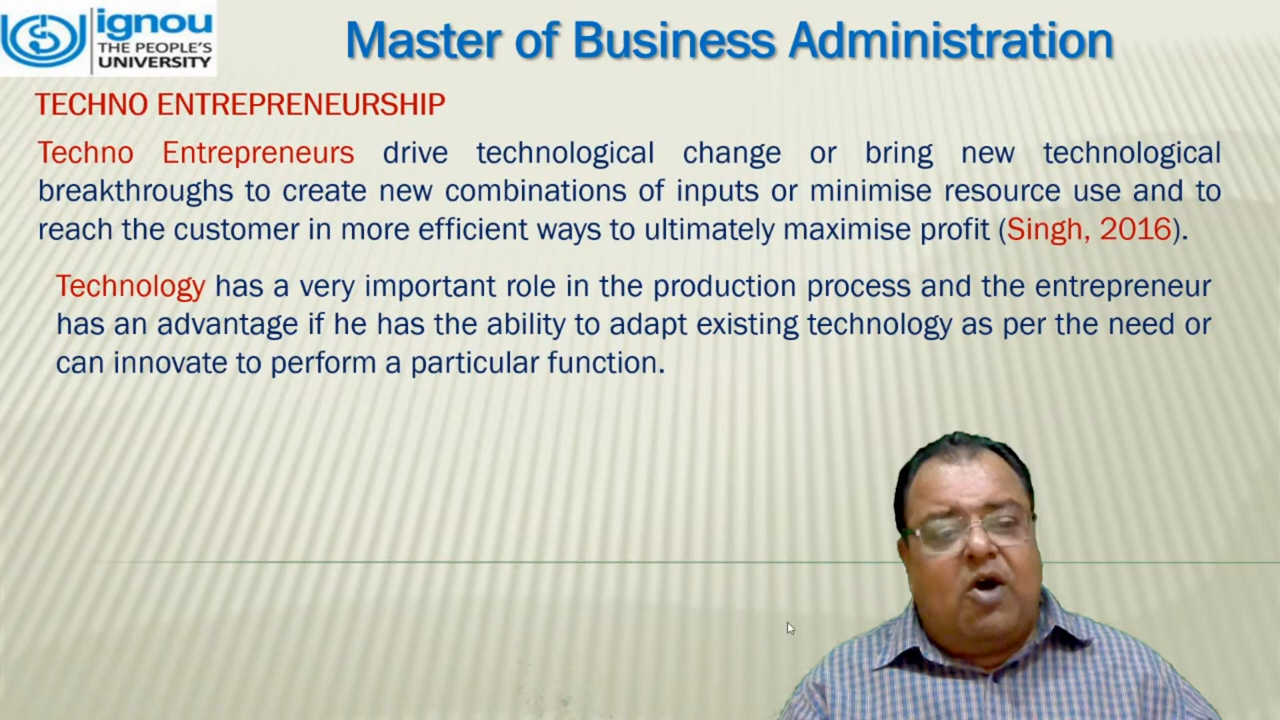 ignou
THE PEOPLE'S
UNIVERSITY
Master of Business Administration
TECHNO ENTREPRENEURSHIP
Techno Entrepreneurs drive technological change or bring new technological
breakthroughs to create new combinations of inputs or minimise resource use and to
reach the customer in more efficient ways to ultimately maximise profit (Singh, 2016).
Technology has a very important role in the production process and the entrepreneur
has an advantage if he has the ability to adapt existing technology as per the need or
can innovate to perform a particular function.